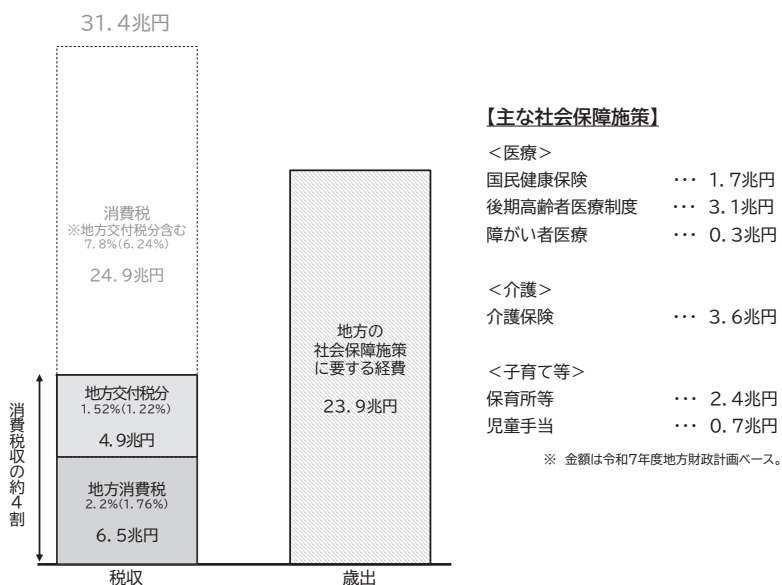 31.4兆円
消費税
※地方交付税分含む
7.8%(6.24%)
24.9兆円
地方交付税分
1.52%(1.22%)
4.9兆円
地方消費税
2.2%(1.76%)
6.5兆円
消費税収の約4割
税収
地方の
社会保障施策
に要する経費
23.9兆円
歳出
【主な社会保障施策】
<医療>
国民健康保険 ・・・ 1.7兆円
後期高齢者医療制度 ・・・ 3.1兆円
障がい者医療 ・・・ 0.3兆円
<介護>
介護保険 ・・・ 3.6兆円
<子育て等>
保育所等 ・・・ 2.4兆円
児童手当 ・・・ 0.7兆円
※ 金額は令和7年度地方財政計画ベース。